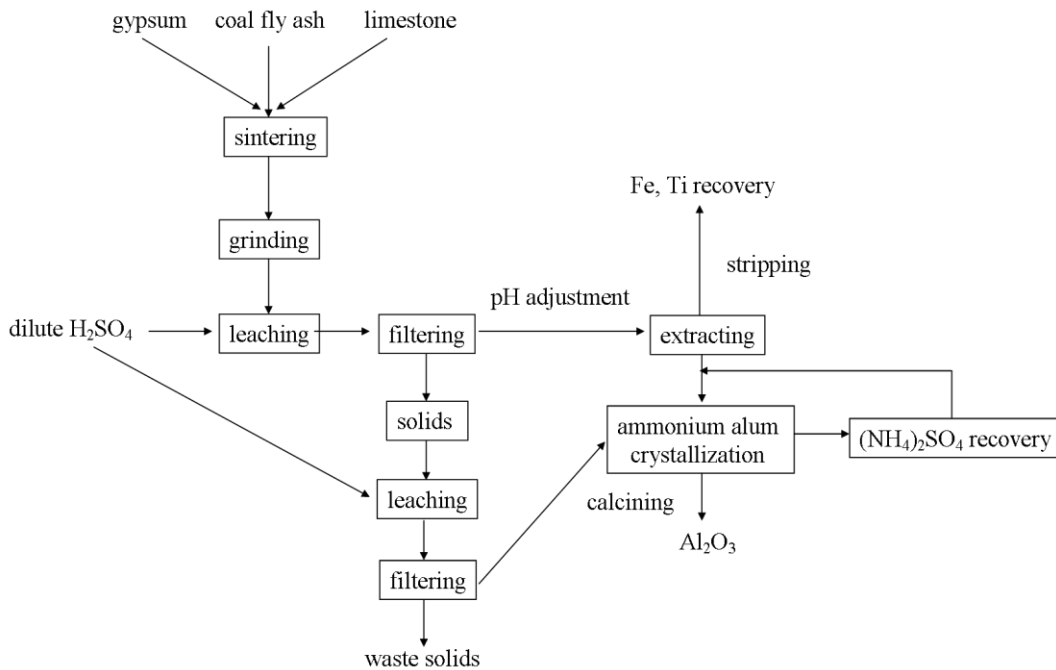 gypsum
coal fly ash
limestone
sintering
Fe, Ti recovery
grinding
stripping
pH adjustment
dilute H₂SO₄
leaching
filtering
extracting
solids
ammonium alum
crystallization
(NH₄)₂SO₄ recovery
leaching
calcining
Al₂O₃
filtering
waste solids